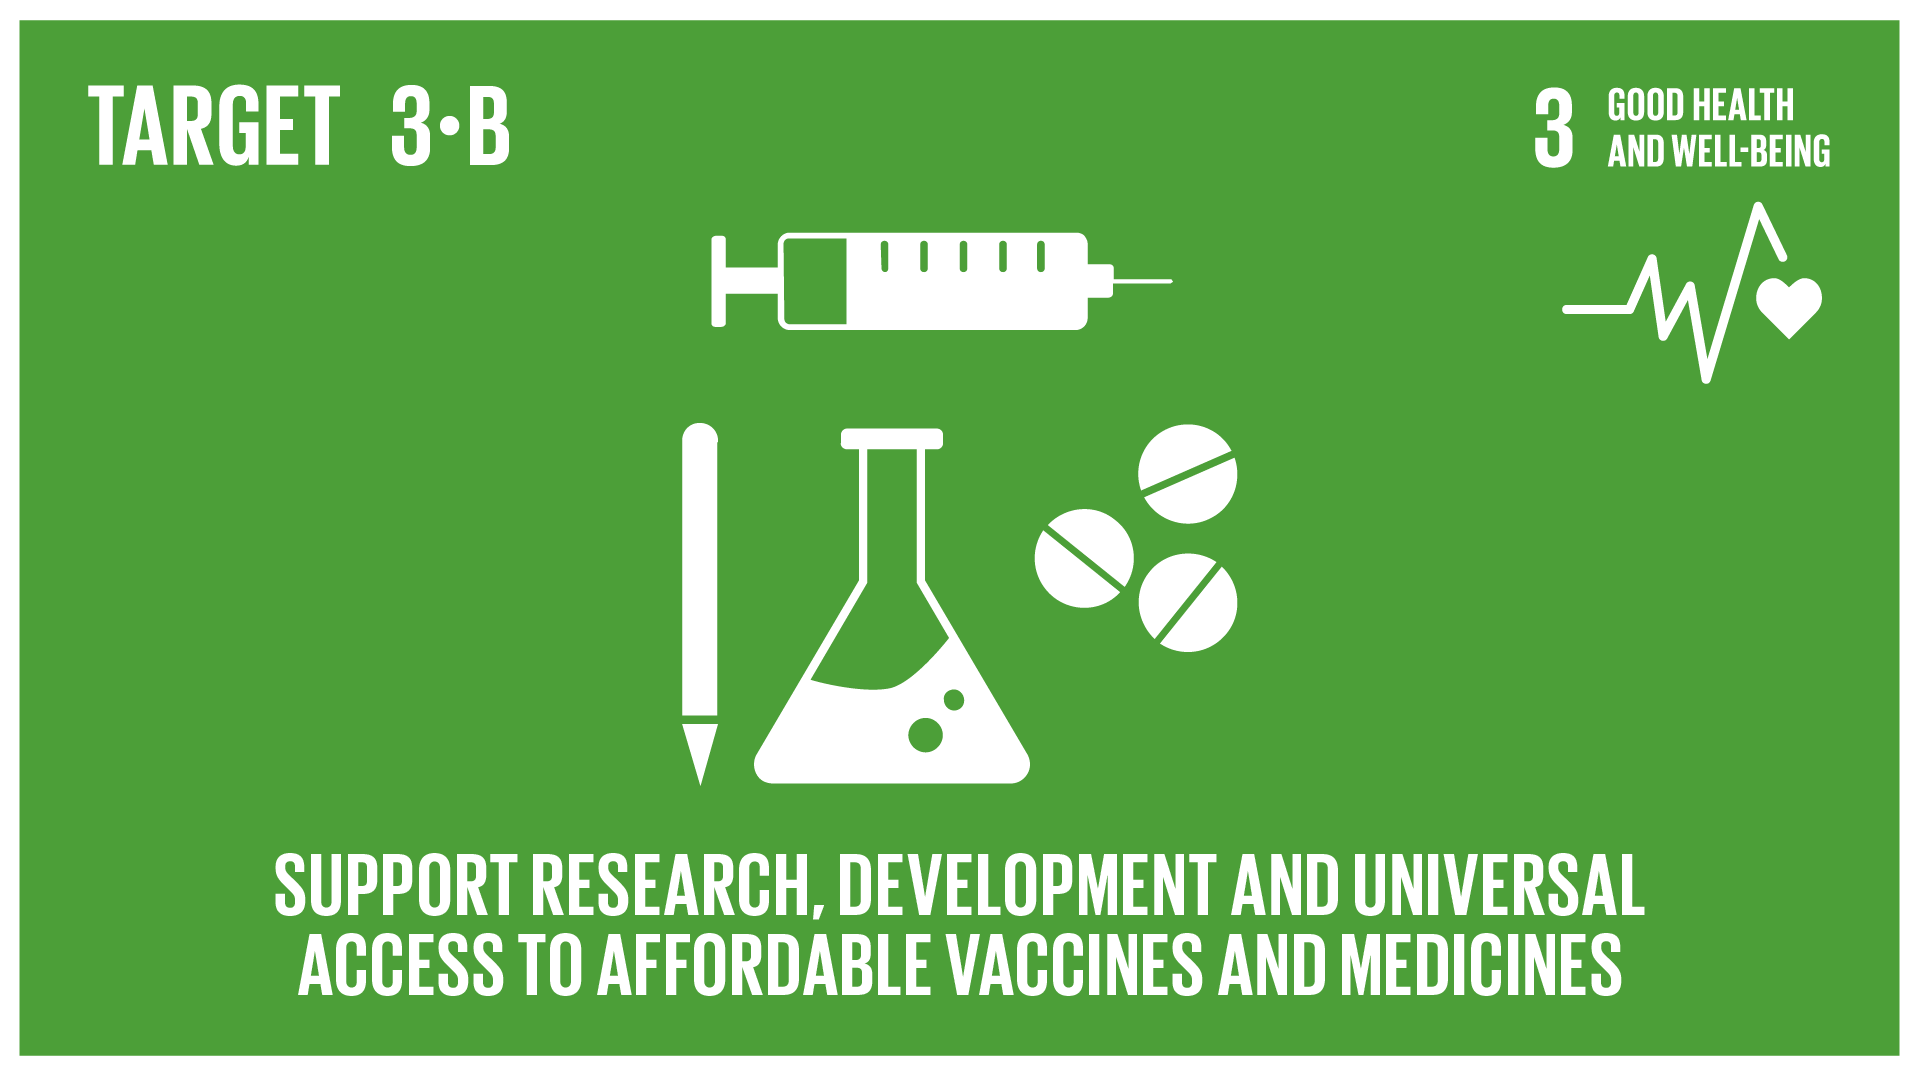 TARGET 3·B
3 GOOD HEALTH
AND WELL-BEING
SUPPORT RESEARCH, DEVELOPMENT AND UNIVERSAL
ACCESS TO AFFORDABLE VACCINES AND MEDICINES